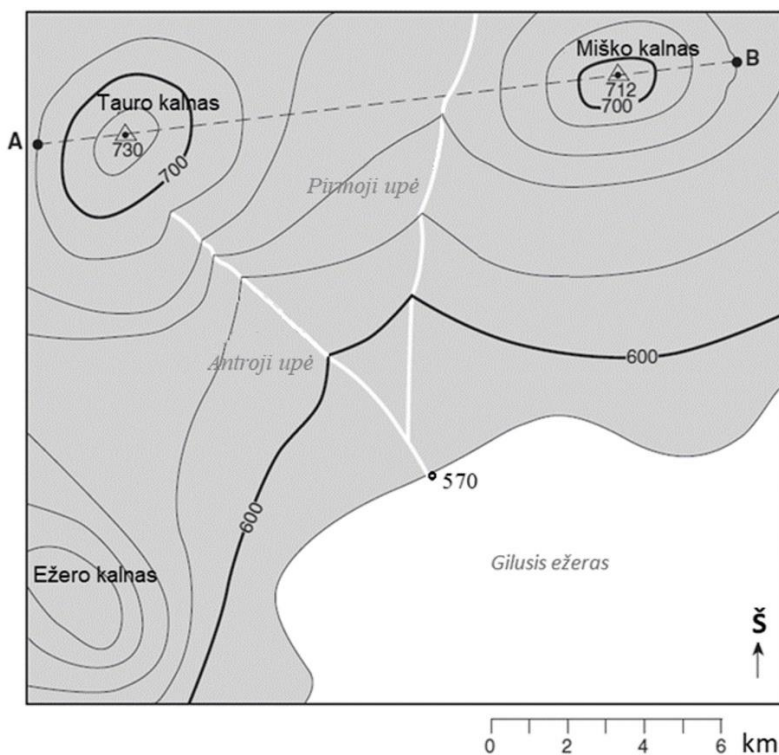 Miško kalnas
B
712
700
Tauro kalnas
A
730
700
Pirmoji upė
Antroji upė
600
570
600
Gilusis ežeras
Ežero kalnas
Š
0 2 4 6 km